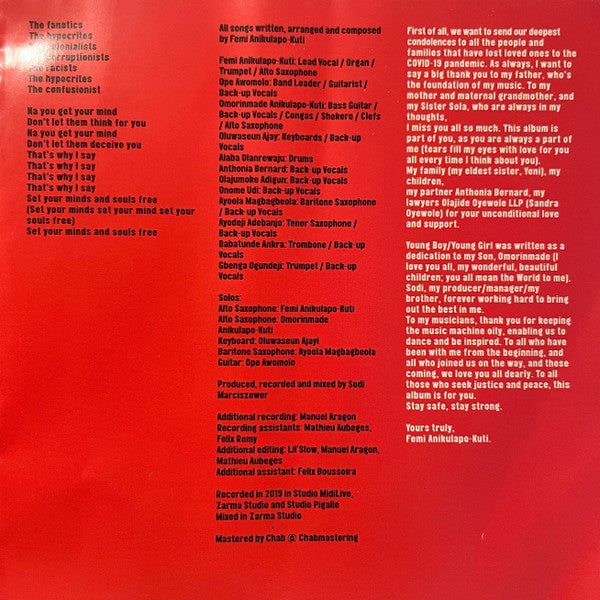 The fanatics
The hypocrites
The colonialists
The corruptionists
The racists
The hypocrites
The confusionist
Na you get your mind
Don't let them think for you
Na you get your mind
Don't let them deceive you
That's why I say
That's why I say
That's why I say
That's why I say
Set your minds and souls free
(Set your minds set your mind set your
souls free)
Set your minds and souls free
All songs written, arranged and composed
by Femi Anikulapo-Kuti
Femi Anikulapo-Kuti: Lead Vocal / Organ /
Trumpet / Alto Saxophone
Ope Awomolo: Band Leader / Guitarist /
Back-up Vocals
Omorinmade Anikulapo-Kuti: Bass Guitar /
Back-up Vocals / Congas / Shekere / Clefs
/ Alto Saxophone
Oluwaseun Ajay: Keyboards / Back-up
Vocals
Alaba Olanrewaju: Drums
Anthonia Bernard: Back-up Vocals
Olajumoke Adigun: Back-up Vocals
Onome Udi: Back-up Vocals
Ayoola Magbagbeola: Baritone Saxophone
/ Back-up Vocals
Ayodeji Adebanjo: Tenor Saxophone /
Back-up Vocals
Babatunde Ankra: Trombone / Back-up
Vocals
Gbenga Ogundeji: Trumpet / Back-up
Vocals
Solos:
Alto Saxophone: Femi Anikulapo-Kuti
Alto Saxophone: Omorinmade
Anikulapo-Kuti
Keyboard: Oluwaseun Ajayi
Baritone Saxophone: Ayoola Magbagbeola
Guitar: Ope Awomolo
Produced, recorded and mixed by Sodi
Marciszewer
Additional recording: Manuel Aragon
Recording assistants: Mathieu Aubeges,
Felix Remy
Additional editing: Lil'Slow, Manuel Aragon,
Mathieu Aubeges
Additional assistant: Felix Boussoira
Recorded in 2019 in Studio MidiLive,
Zarma Studio and Studio Pigalle
Mixed in Zarma Studio
Mastered by Chab @ Chabmastering
First of all, we want to send our deepest
condolences to all the people and
families that have lost loved ones to the
COVID-19 pandemic. As always, I want to
say a big thank you to my father, who's
the foundation of my music. To my
mother and maternal grandmother, and
my Sister Sola, who are always in my
thoughts,
I miss you all so much. This album is
part of you, as you are always a part of
me (tears fill my eyes with love for you
all every time I think about you).
My family (my eldest sister, Yeni), my
children,
my partner Anthonia Bernard, my
lawyers Olajide Oyewole LLP (Sandra
Oyewole) for your unconditional love
and support.
Young Boy/Young Girl was written as a
dedication to my Son, Omorinmade (I
love you all, my wonderful, beautiful
children; you all mean the World to me).
Sodi, my producer/manager/my
brother, forever working hard to bring
out the best in me.
To my musicians, thank you for keeping
the music machine oily, enabling us to
dance and be inspired. To all who have
been with me from the beginning, and
all who joined us on the way, and those
coming, we love you all dearly. To all
those who seek justice and peace, this
album is for you.
Stay safe, stay strong.
Yours truly,
Femi Anikulapo-Kuti.